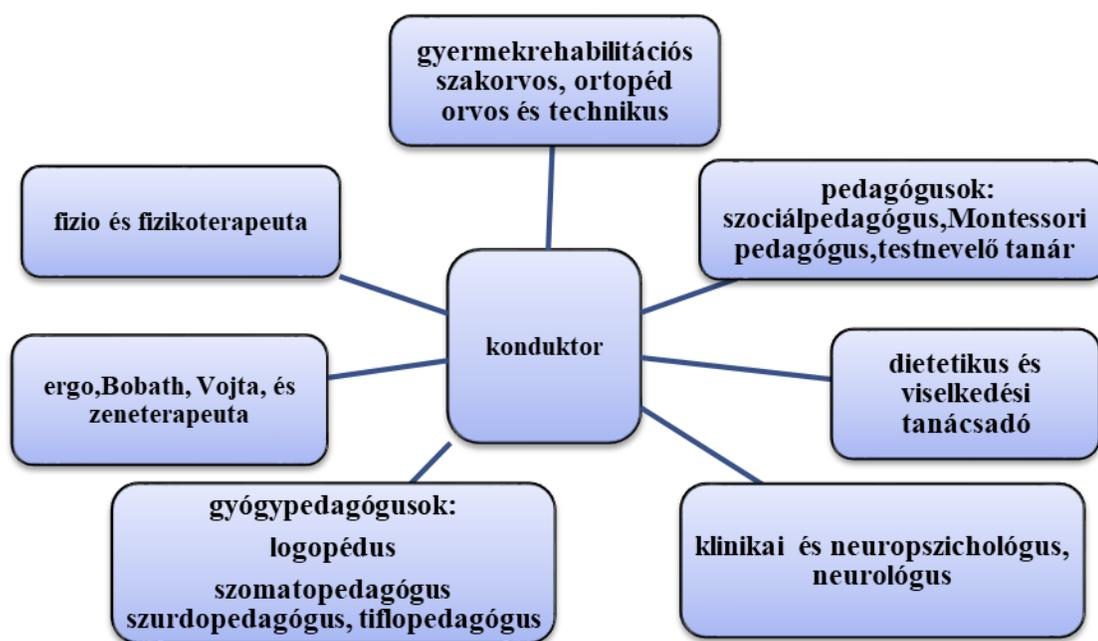 gyermekrehabilitációs
szakorvos, ortopéd
orvos és technikus
fizio és fizikoterapeuta
pedagógusok:
szociálpedagógus,Montessori
pedagógus,testnevelő tanár
konduktor
ergo,Bobath, Vojta, és
zeneterapeuta
dietetikus és
viselkedési
tanácsadó
gyógypedagógusok:
logopédus
szomatopedagógus
szurdopedagógus, tiflopedagógus
klinikai és neuropszichológus,
neurológus